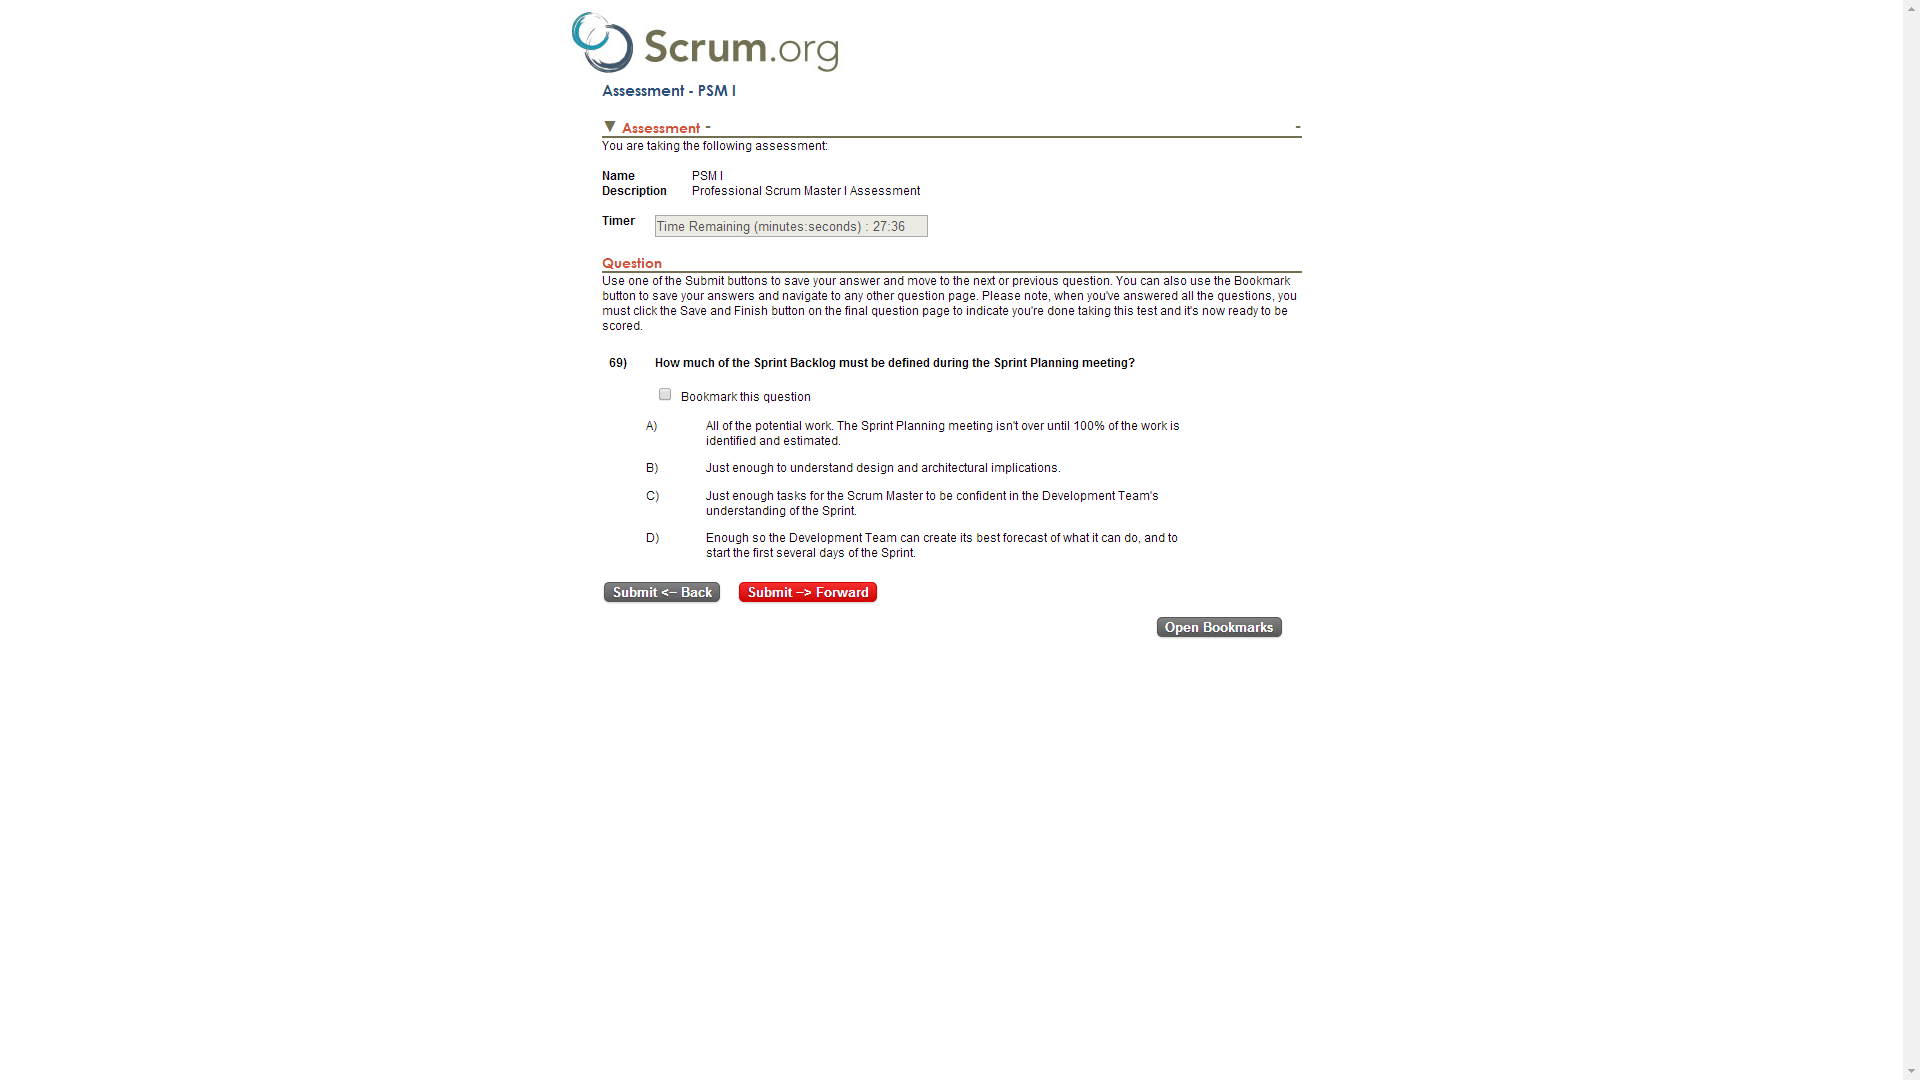 Scrum.org
Assessment - PSM I
▼ Assessment - -
You are taking the following assessment:
Name PSM I
Description Professional Scrum Master I Assessment
Timer Time Remaining (minutes:seconds) : 27:36
Question
Use one of the Submit buttons to save your answer and move to the next or previous question. You can also use the Bookmark
button to save your answers and navigate to any other question page. Please note, when you've answered all the questions, you
must click the Save and Finish button on the final question page to indicate you're done taking this test and it's now ready to be
scored.
69) How much of the Sprint Backlog must be defined during the Sprint Planning meeting?
Bookmark this question
A) All of the potential work. The Sprint Planning meeting isn't over until 100% of the work is
identified and estimated.
B) Just enough to understand design and architectural implications.
C) Just enough tasks for the Scrum Master to be confident in the Development Team's
understanding of the Sprint.
D) Enough so the Development Team can create its best forecast of what it can do, and to
start the first several days of the Sprint.
Submit <-- Back Submit --> Forward
Open Bookmarks